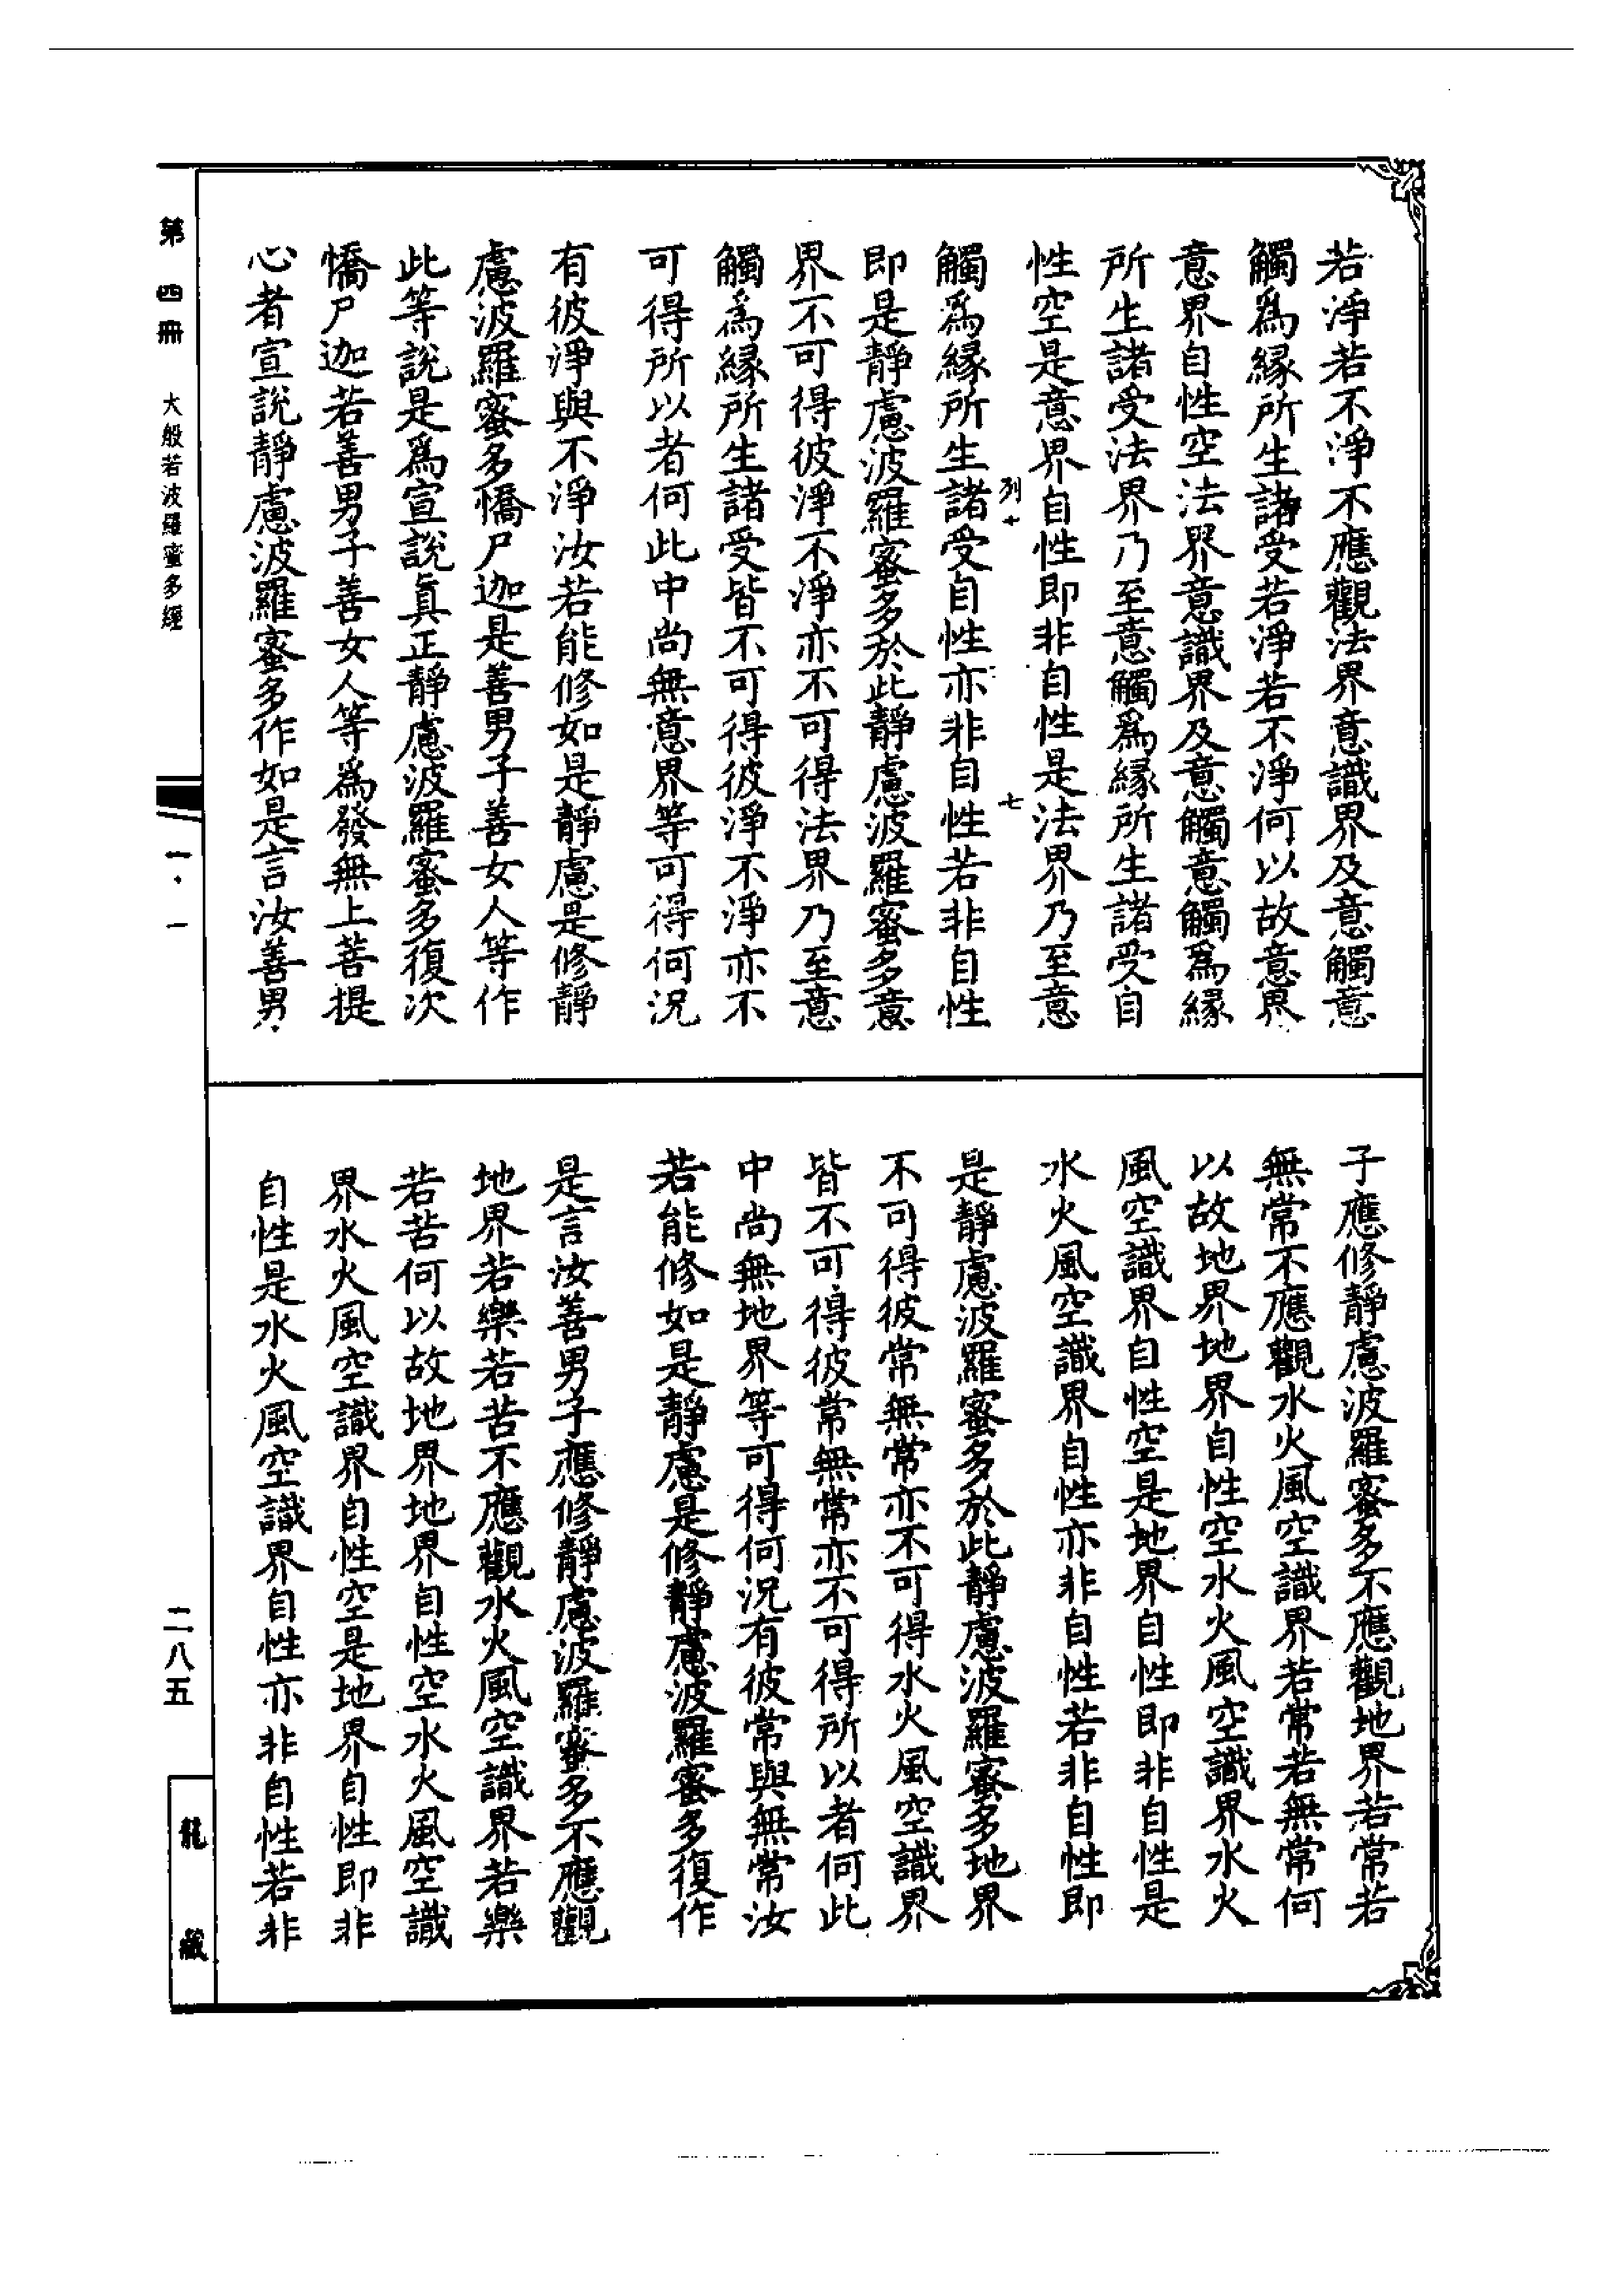 若淨若不淨不應觀法界意識界及意觸意
觸爲緣所生諸受若淨若不淨何以故意界
意界自性空法界意識界及意觸意觸爲緣
所生諸受法界乃至意觸爲緣所生諸受自
性空是意界自性即非自性是法界乃至意
列十 七
觸爲緣所生諸受自性亦非自性若非自性
即是靜慮波羅蜜多於此靜慮波羅蜜多意
界不可得彼淨不淨亦不可得法界乃至意
觸爲緣所生諸受皆不可得彼淨不淨亦不
可得所以者何此中尚無意界等可得何況
有彼淨與不淨汝若能修如是靜慮是修靜
慮波羅蜜多憍尸迦是善男子善女人等作
此等說是爲宣說真正靜慮波羅蜜多復次
憍尸迦若善男子善女人等爲發無上菩提
心者宣說靜慮波羅蜜多作如是言汝善男
子應修靜慮波羅蜜多不應觀地界若常若
無常不應觀水火風空識界若常若無常何
以故地界地界自性空水火風空識界水火
風空識界自性空是地界自性即非自性是
水火風空識界自性亦非自性若非自性即
是靜慮波羅蜜多於此靜慮波羅蜜多地界
不可得彼常無常亦不可得水火風空識界
皆不可得彼常無常亦不可得所以者何此
中尚無地界等可得何況有彼常與無常汝
若能修如是靜慮是修靜慮波羅蜜多復作
是言汝善男子應修靜慮波羅蜜多不應觀
地界若樂若苦不應觀水火風空識界若樂
若苦何以故地界地界自性空水火風空識
界水火風空識界自性空是地界自性即非
自性是水火風空識界自性亦非自性若非
第四冊 大般若波羅蜜多經
一·一
二八五
龍藏